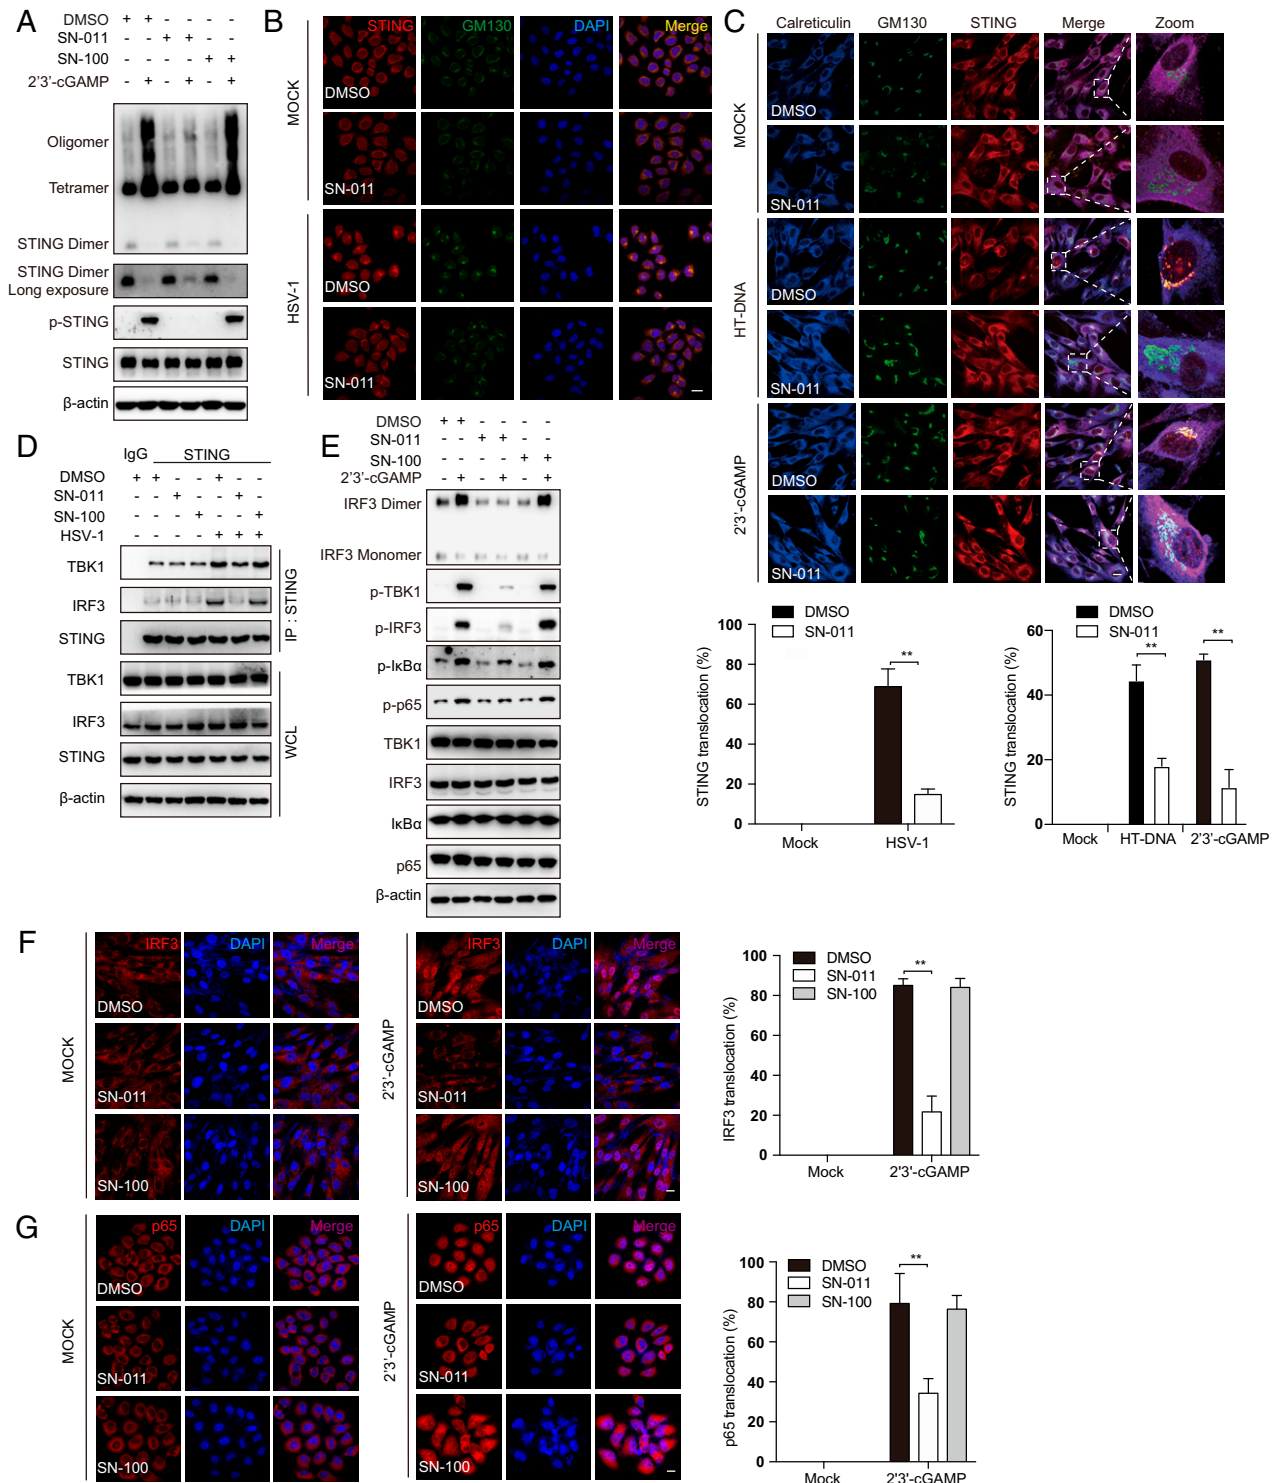 A
DMSO + + - - - -
SN-011 - - + + - -
SN-100 - - - - + +
2'3'-cGAMP - + - + - +
Oligomer
Tetramer
STING Dimer
STING Dimer
Long exposure
p-STING
STING
β-actin
B
STING GM130 DAPI Merge
MOCK
DMSO
SN-011
HSV-1
DMSO
SN-011
C
Calreticulin GM130 STING Merge Zoom
MOCK
DMSO
SN-011
HT-DNA
DMSO
SN-011
2'3'-cGAMP
DMSO
SN-011
STING translocation (%)
100
80
60
40
20
0
DMSO
SN-011
**
Mock HSV-1
STING translocation (%)
60
40
20
0
DMSO
SN-011
**
**
Mock HT-DNA 2'3'-cGAMP
D
IgG STING
DMSO + + - - + - -
SN-011 - - + - - + -
SN-100 - - - + - - +
HSV-1 - - - - + + +
TBK1
IRF3
STING
IP : STING
TBK1
IRF3
STING
β-actin
WCL
E
DMSO + + - - - -
SN-011 - - + + - -
SN-100 - - - - + +
2'3'-cGAMP - + - + - +
IRF3 Dimer
IRF3 Monomer
p-TBK1
p-IRF3
p-IκBα
p-p65
TBK1
IRF3
IκBα
p65
β-actin
F
MOCK
IRF3 DAPI Merge
DMSO
SN-011
SN-100
2'3'-cGAMP
IRF3 DAPI Merge
DMSO
SN-011
SN-100
IRF3 translocation (%)
100
80
60
40
20
0
DMSO
SN-011
SN-100
**
Mock 2'3'-cGAMP
G
MOCK
p65 DAPI Merge
DMSO
SN-011
SN-100
2'3'-cGAMP
p65 DAPI Merge
DMSO
SN-011
SN-100
p65 translocation (%)
100
80
60
40
20
0
DMSO
SN-011
SN-100
**
Mock 2'3'-cGAMP